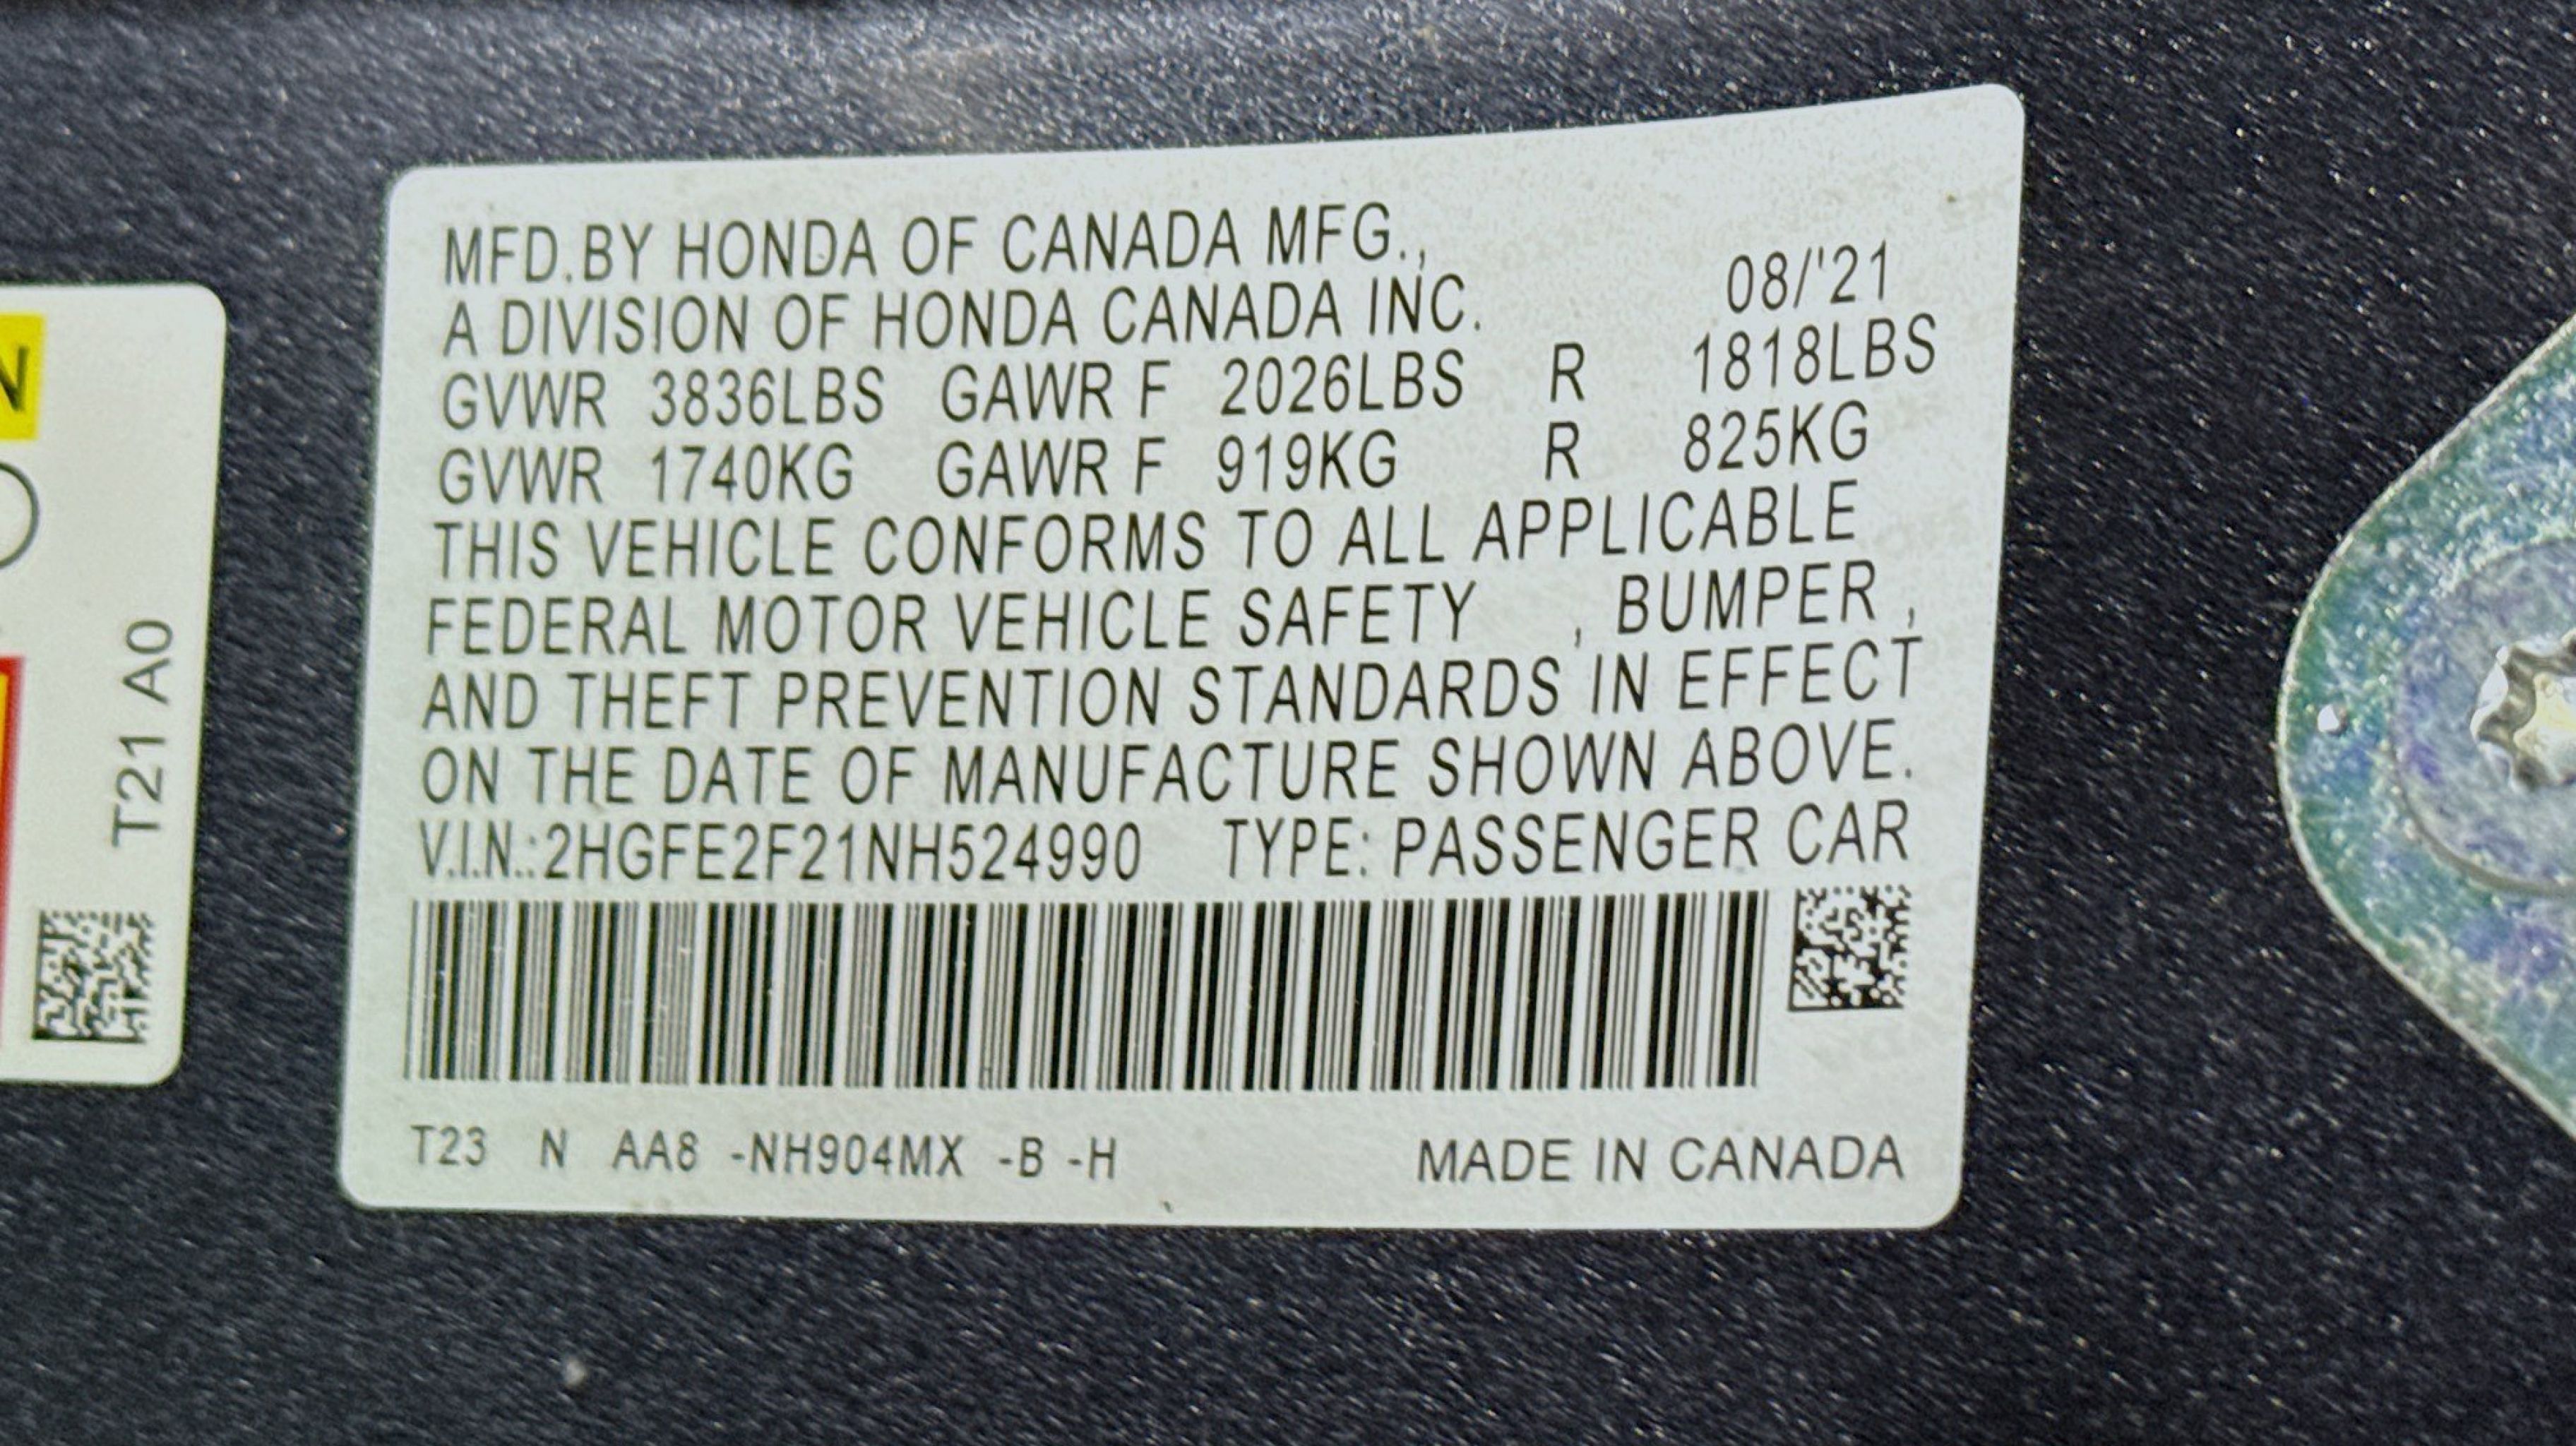 N
T21 A0
MFD.BY HONDA OF CANADA MFG.,
A DIVISION OF HONDA CANADA INC. 08/'21
GVWR 3836LBS GAWR F 2026LBS R 1818LBS
GVWR 1740KG GAWR F 919KG R 825KG
THIS VEHICLE CONFORMS TO ALL APPLICABLE
FEDERAL MOTOR VEHICLE SAFETY , BUMPER ,
AND THEFT PREVENTION STANDARDS IN EFFECT
ON THE DATE OF MANUFACTURE SHOWN ABOVE.
V.I.N.:2HGFE2F21NH524990 TYPE: PASSENGER CAR
T23 N AA8 -NH904MX -B -H MADE IN CANADA